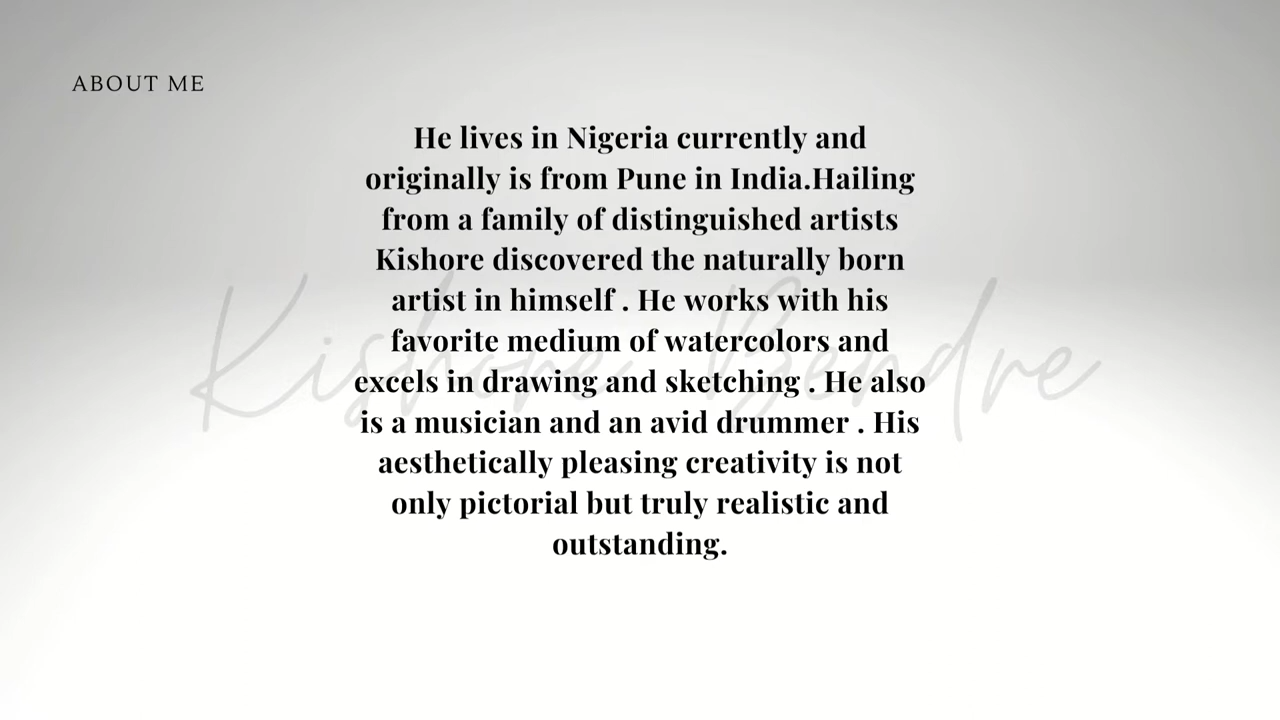 ABOUT ME
He lives in Nigeria currently and
originally is from Pune in India.Hailing
from a family of distinguished artists
Kishore discovered the naturally born
artist in himself . He works with his
favorite medium of watercolors and
excels in drawing and sketching . He also
is a musician and an avid drummer . His
aesthetically pleasing creativity is not
only pictorial but truly realistic and
outstanding.
Kishore Bendre